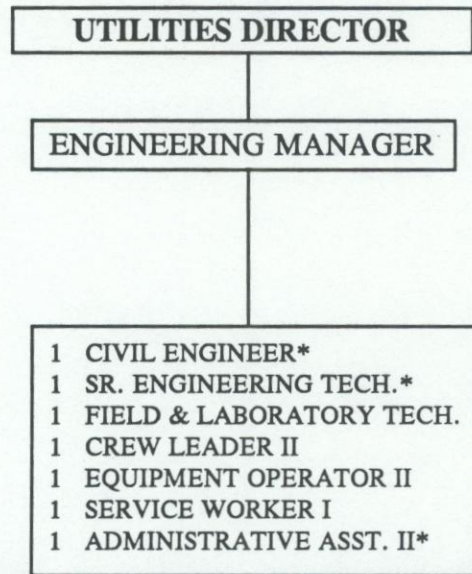 UTILITIES DIRECTOR
ENGINEERING MANAGER
1 CIVIL ENGINEER*
1 SR. ENGINEERING TECH.*
1 FIELD & LABORATORY TECH.
1 CREW LEADER II
1 EQUIPMENT OPERATOR II
1 SERVICE WORKER I
1 ADMINISTRATIVE ASST. II*